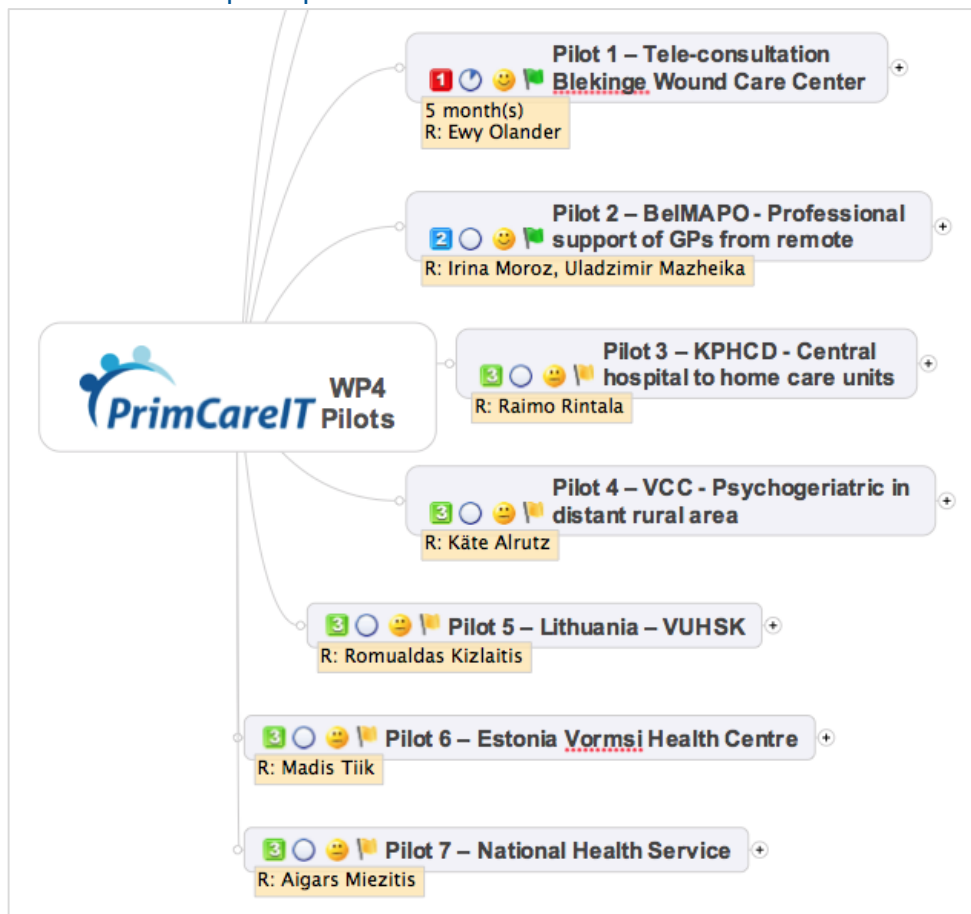 Pilot 1 – Tele-consultation
1 Blekinge Wound Care Center
5 month(s)
R: Ewy Olander
Pilot 2 – BelMAPO - Professional
2 support of GPs from remote
R: Irina Moroz, Uladzimir Mazheika
Pilot 3 – KPHCD - Central
3 hospital to home care units
R: Raimo Rintala
PrimCareIT
WP4
Pilots
Pilot 4 – VCC - Psychogeriatric in
3 distant rural area
R: Käte Alrutz
3 Pilot 5 – Lithuania – VUHSK
R: Romualdas Kizlaitis
3 Pilot 6 – Estonia Vormsi Health Centre
R: Madis Tiik
3 Pilot 7 – National Health Service
R: Aigars Miezitis